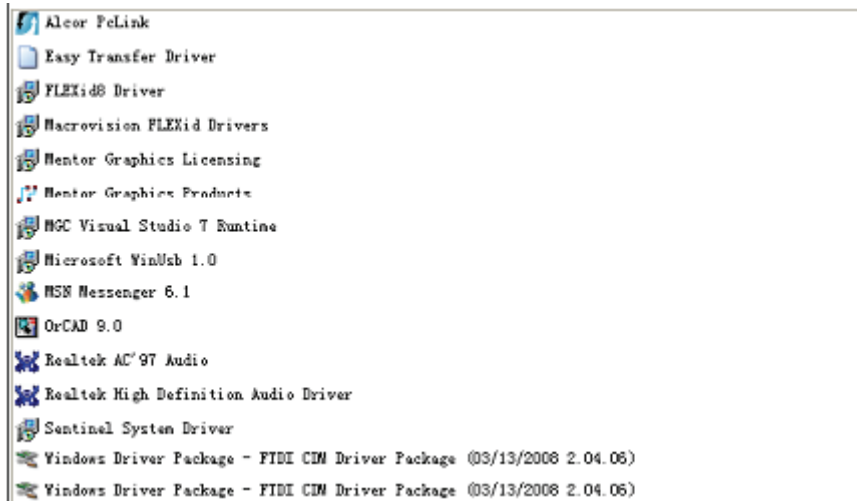 Alcor PcLink
Easy Transfer Driver
FLEXid8 Driver
Macrovision FLEXid Drivers
Mentor Graphics Licensing
Mentor Graphics Products
MGC Visual Studio 7 Runtime
Microsoft WinUsb 1.0
MSN Messenger 6.1
OrCAD 9.0
Realtek AC'97 Audio
Realtek High Definition Audio Driver
Sentinel System Driver
Windows Driver Package - FTDI CDM Driver Package (03/13/2008 2.04.06)
Windows Driver Package - FTDI CDM Driver Package (03/13/2008 2.04.06)